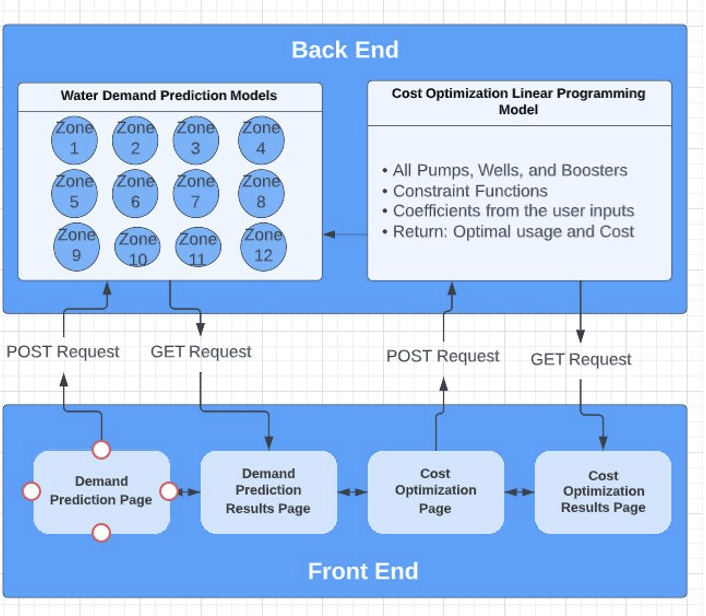 Back End
Water Demand Prediction Models
Zone
1
Zone
2
Zone
3
Zone
4
Zone
5
Zone
6
Zone
7
Zone
8
Zone
9
Zone
10
Zone
11
Zone
12
Cost Optimization Linear Programming
Model
• All Pumps, Wells, and Boosters
• Constraint Functions
• Coefficients from the user inputs
• Return: Optimal usage and Cost
POST Request
GET Request
POST Request
GET Request
Demand
Prediction Page
Demand
Prediction
Results Page
Cost
Optimization
Page
Cost
Optimization
Results Page
Front End